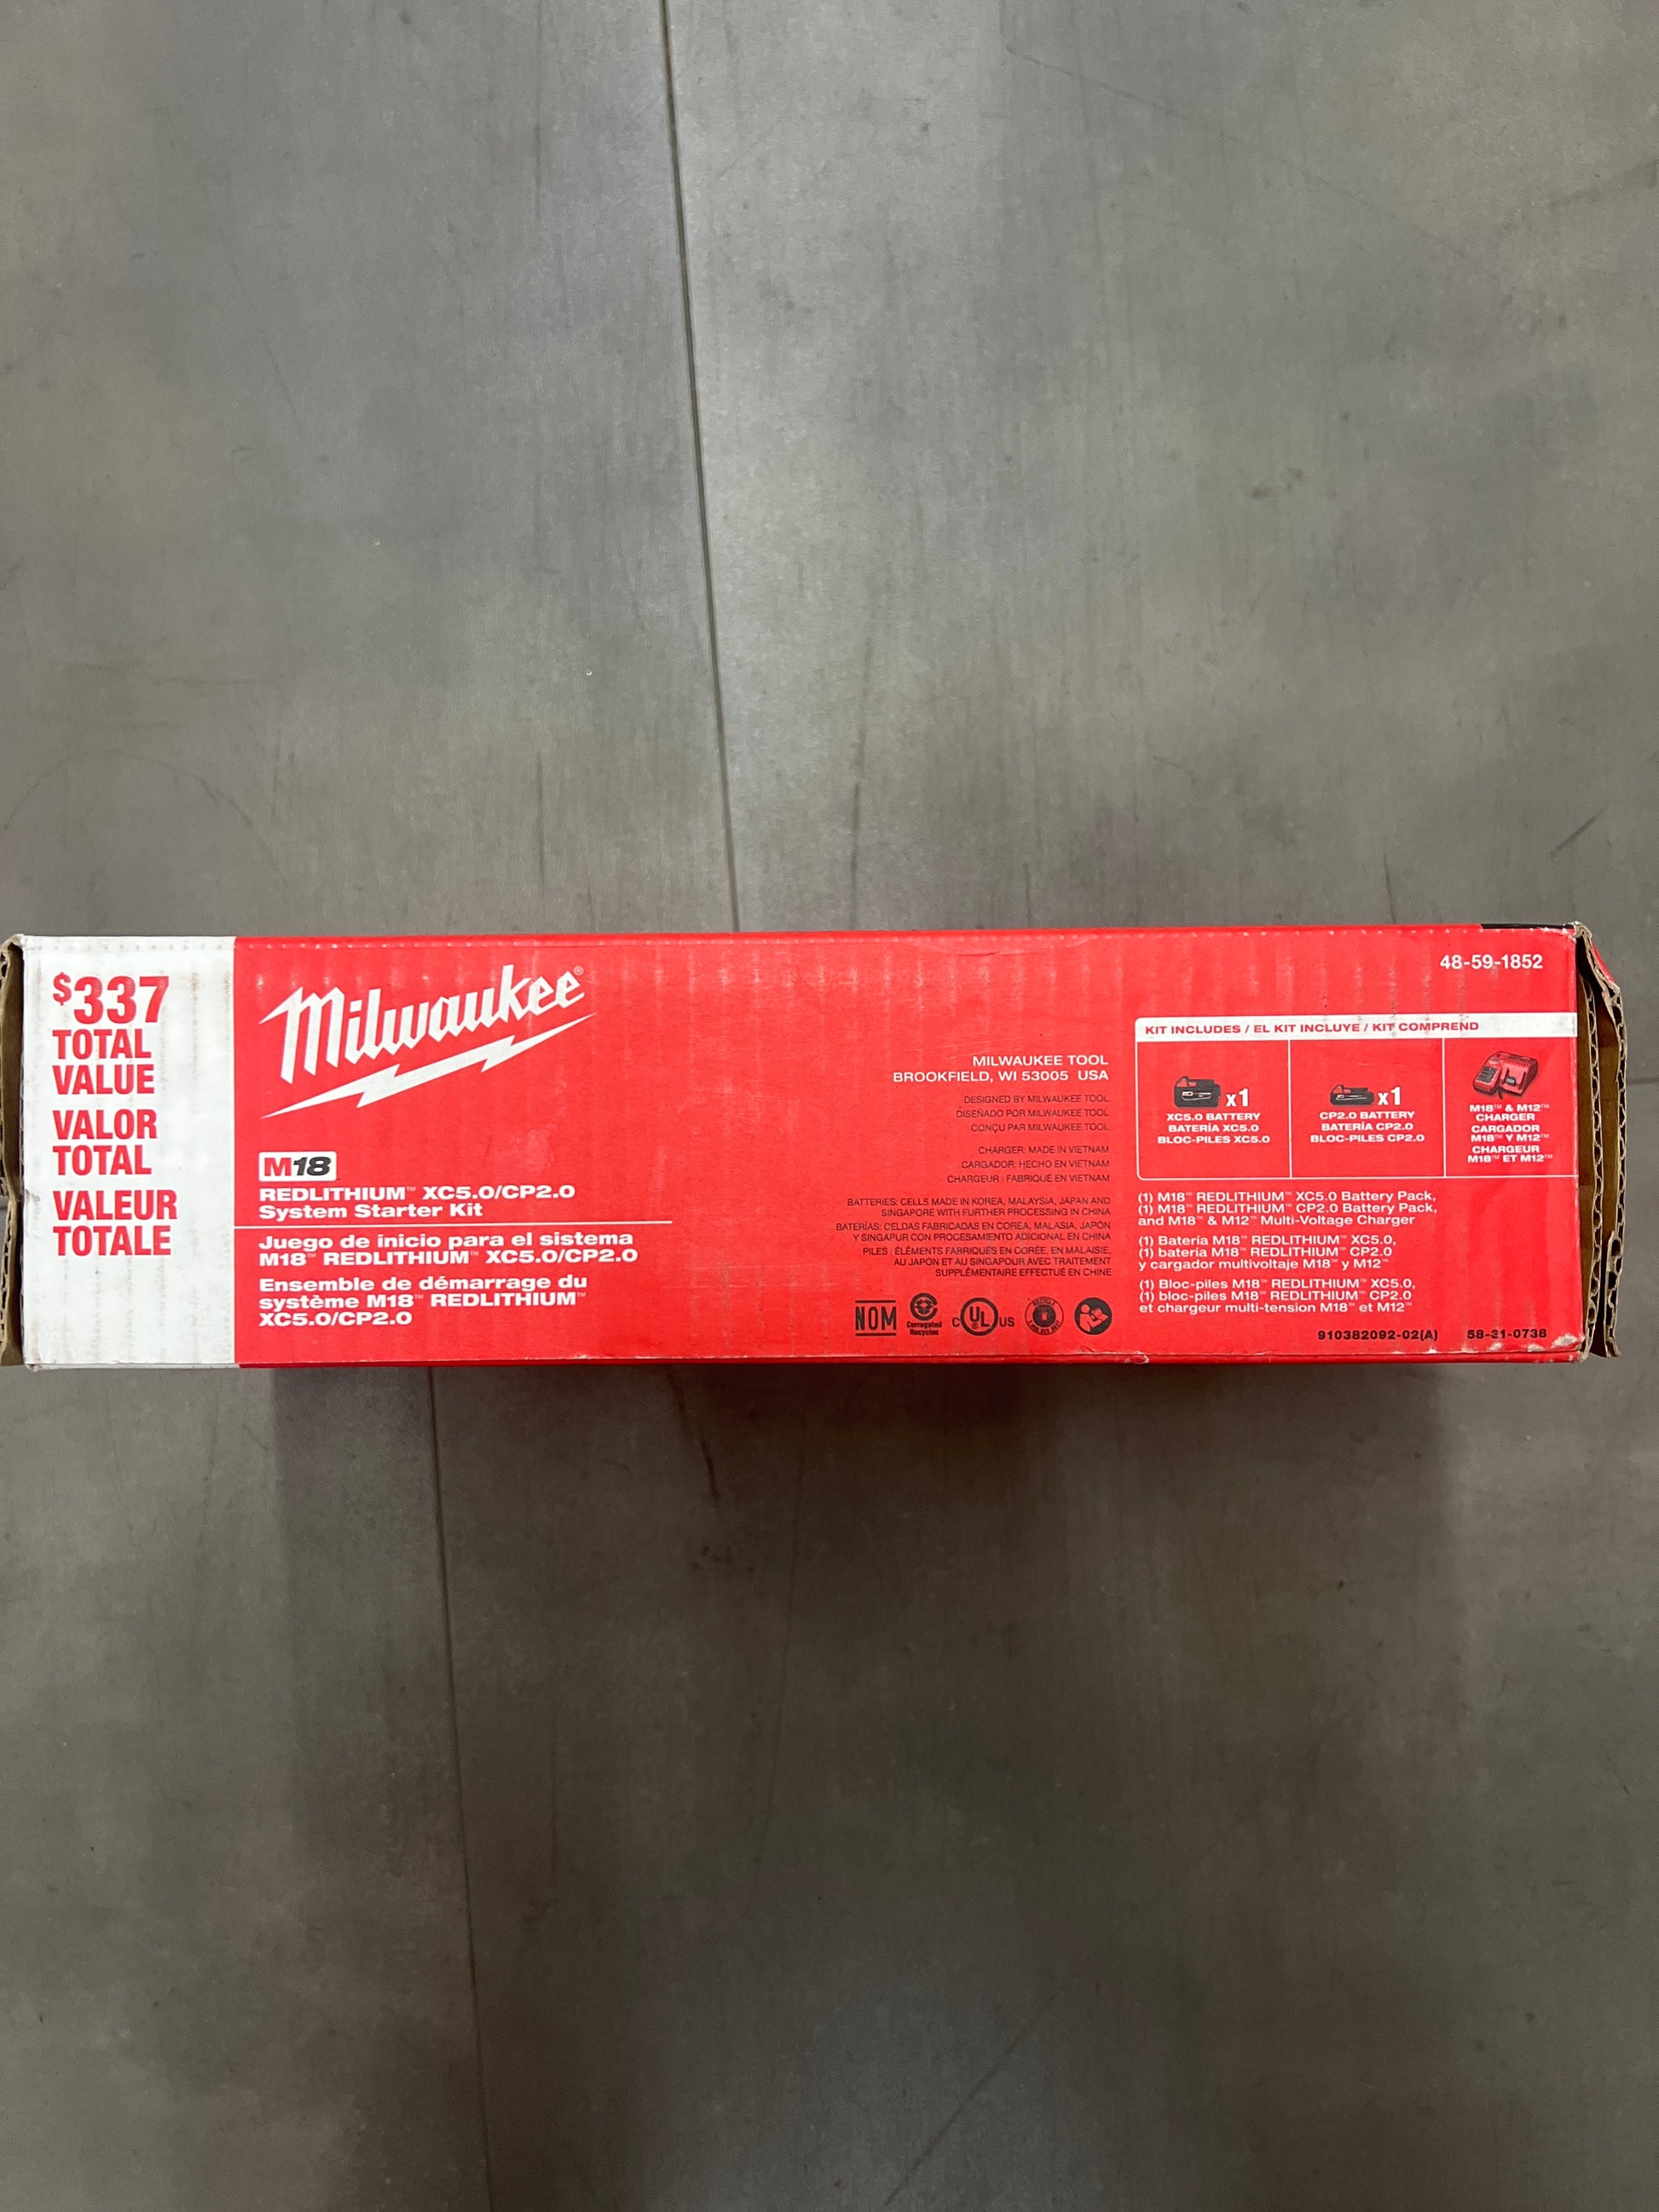 $337
TOTAL
VALUE
VALOR
TOTAL
VALEUR
TOTALE
Milwaukee®
M18
REDLITHIUM™ XC5.0/CP2.0
System Starter Kit
Juego de inicio para el sistema
M18™ REDLITHIUM™ XC5.0/CP2.0
Ensemble de démarrage du
système M18™ REDLITHIUM™
XC5.0/CP2.0
MILWAUKEE TOOL
BROOKFIELD, WI 53005 USA
DESIGNED BY MILWAUKEE TOOL
DISEÑADO POR MILWAUKEE TOOL
CONÇU PAR MILWAUKEE TOOL
CHARGER: MADE IN VIETNAM
CARGADOR: HECHO EN VIETNAM
CHARGEUR : FABRIQUÉ EN VIETNAM
BATTERIES: CELLS MADE IN KOREA, MALAYSIA, JAPAN AND
SINGAPORE WITH FURTHER PROCESSING IN CHINA
BATERÍAS: CELDAS FABRICADAS EN COREA, MALASIA, JAPÓN
Y SINGAPUR CON PROCESAMIENTO ADICIONAL EN CHINA
PILES : ÉLÉMENTS FABRIQUÉS EN CORÉE, EN MALAISIE,
AU JAPON ET AU SINGAPOUR AVEC TRAITEMENT
SUPPLÉMENTAIRE EFFECTUÉ EN CHINE
NOM
Corrugated
Recycles
C UL US
RECYCLE
48-59-1852
KIT INCLUDES / EL KIT INCLUYE / KIT COMPREND
x1
XC5.0 BATTERY
BATERÍA XC5.0
BLOC-PILES XC5.0
x1
CP2.0 BATTERY
BATERÍA CP2.0
BLOC-PILES CP2.0
M18™ & M12™
CHARGER
CARGADOR
M18™ Y M12™
CHARGEUR
M18™ ET M12™
(1) M18™ REDLITHIUM™ XC5.0 Battery Pack,
(1) M18™ REDLITHIUM™ CP2.0 Battery Pack,
and M18™ & M12™ Multi-Voltage Charger
(1) Batería M18™ REDLITHIUM™ XC5.0,
(1) batería M18™ REDLITHIUM™ CP2.0
y cargador multivoltaje M18™ y M12™
(1) Bloc-piles M18™ REDLITHIUM™ XC5.0,
(1) bloc-piles M18™ REDLITHIUM™ CP2.0
et chargeur multi-tension M18™ et M12™
910382092-02(A) 58-31-0738